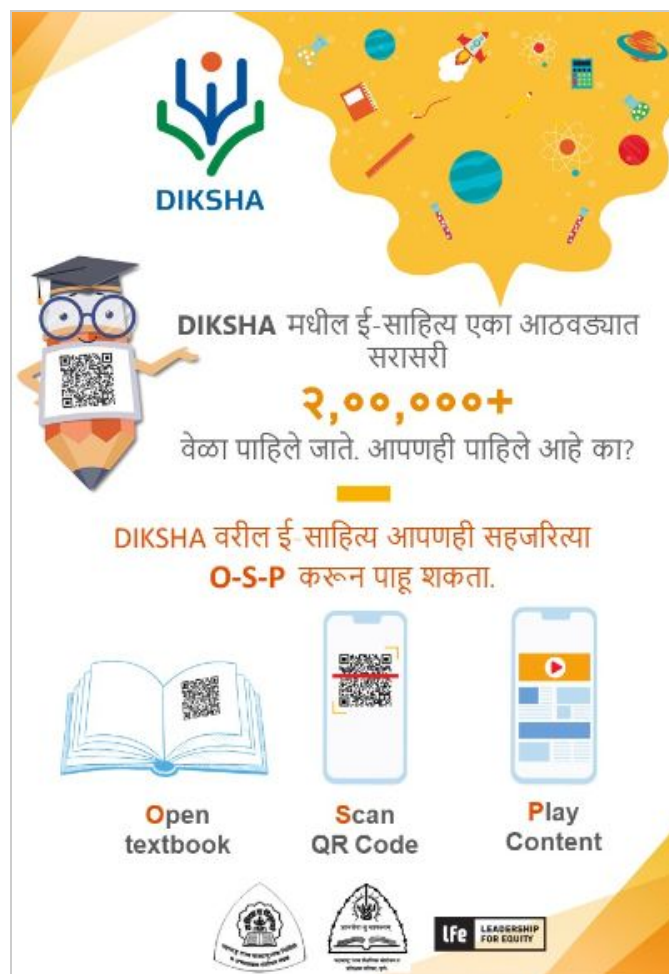 DIKSHA
DIKSHA मधील ई-साहित्य एका आठवड्यात
सरासरी
२,००,०००+
वेळा पाहिले जाते. आपणही पाहिले आहे का?
DIKSHA वरील ई-साहित्य आपणही सहजरित्या
O-S-P करून पाहू शकता.
Open
textbook
Scan
QR Code
Play
Content
lfe
LEADERSHIP
FOR EQUITY